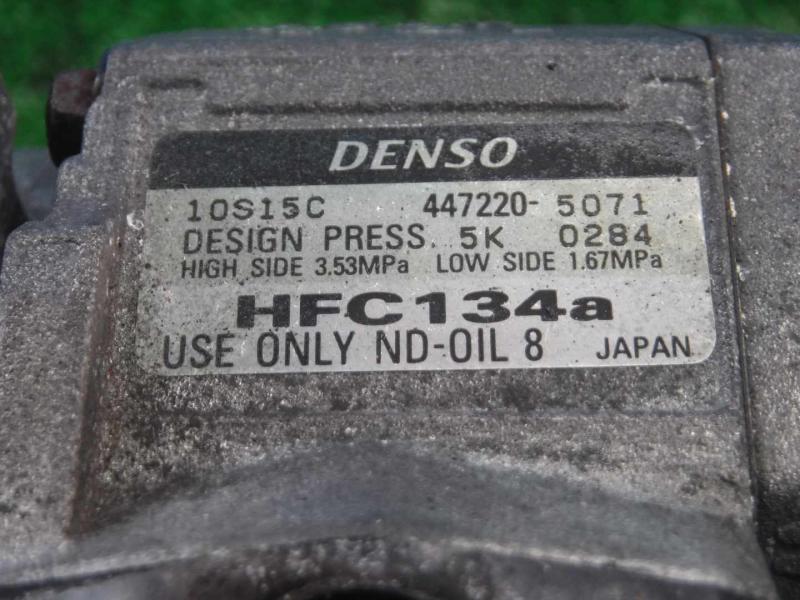 DENSO
10S15C 447220-5071
DESIGN PRESS. 5K 0284
HIGH SIDE 3.53MPa LOW SIDE 1.67MPa
HFC134a
USE ONLY ND-OIL 8 JAPAN